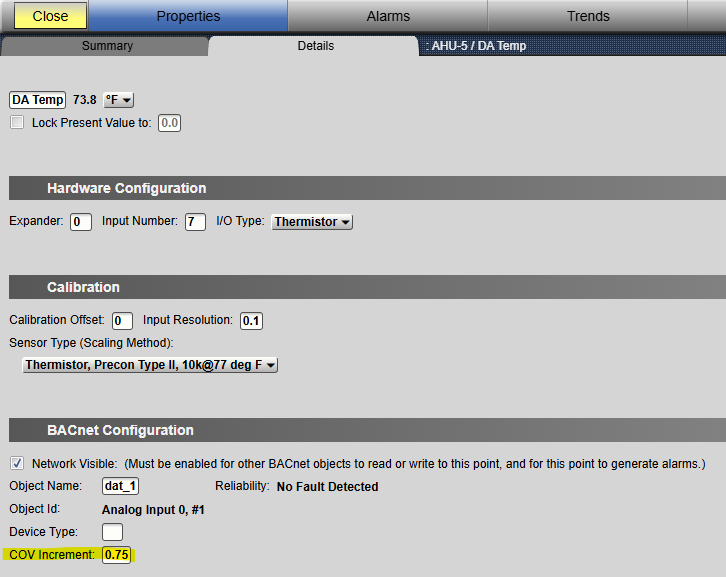 Close Properties Alarms Trends
Summary Details : AHU-5 / DA Temp
DA Temp 73.8 °F
Lock Present Value to: 0.0
Hardware Configuration
Expander: 0 Input Number: 7 I/O Type: Thermistor
Calibration
Calibration Offset: 0 Input Resolution: 0.1
Sensor Type (Scaling Method):
Thermistor, Precon Type II, 10k@77 deg F
BACnet Configuration
Network Visible: (Must be enabled for other BACnet objects to read or write to this point, and for this point to generate alarms.)
Object Name: dat_1 Reliability: No Fault Detected
Object Id: Analog Input 0, #1
Device Type:
COV Increment: 0.75